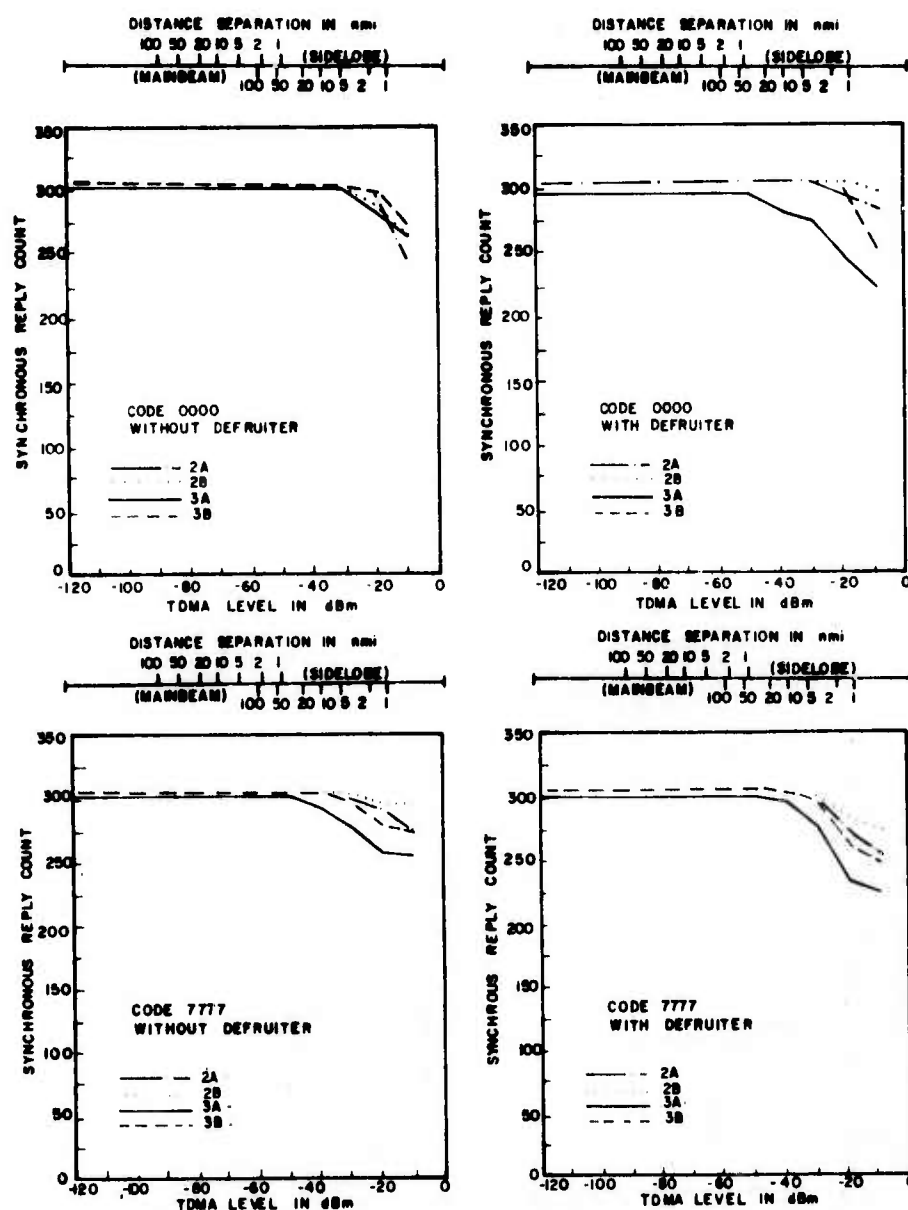 DISTANCE SEPARATION IN nmi
100 50 20 10 5 2 1
(SIDELOBE)
(MAINBEAM)
100 50 20 10 5 2 1
350
300
250
200
150
100
50
0
SYNCHRONOUS REPLY COUNT
CODE 0000
WITHOUT DEFRUITER
2A
2B
3A
3B
-120 -100 -80 -60 -40 -20 0
TDMA LEVEL IN dBm
DISTANCE SEPARATION IN nmi
100 50 20 10 5 2 1
(SIDELOBE)
(MAINBEAM)
100 50 20 10 5 2 1
350
300
250
200
150
100
50
0
SYNCHRONOUS REPLY COUNT
CODE 0000
WITH DEFRUITER
2A
2B
3A
3B
-120 -100 -80 -60 -40 -20 0
TDMA LEVEL IN dBm
DISTANCE SEPARATION IN nmi
100 50 20 10 5 2 1
(SIDELOBE)
(MAINBEAM)
100 50 20 10 5 2 1
350
300
250
200
150
100
50
0
SYNCHRONOUS REPLY COUNT
CODE 7777
WITHOUT DEFRUITER
2A
2B
3A
3B
-120 -100 -80 -60 -40 -20 0
TDMA LEVEL IN dBm
DISTANCE SEPARATION IN nmi
100 50 20 10 5 2 1
(SIDELOBE)
(MAINBEAM)
100 50 20 10 5 2 1
350
300
250
200
150
100
50
0
SYNCHROUS REPLY COUNT
CODE 7777
WITH DEFRUITER
2A
2B
3A
3B
-120 -100 -80 -60 -40 -20 0
TDMA LEVEL IN dBm